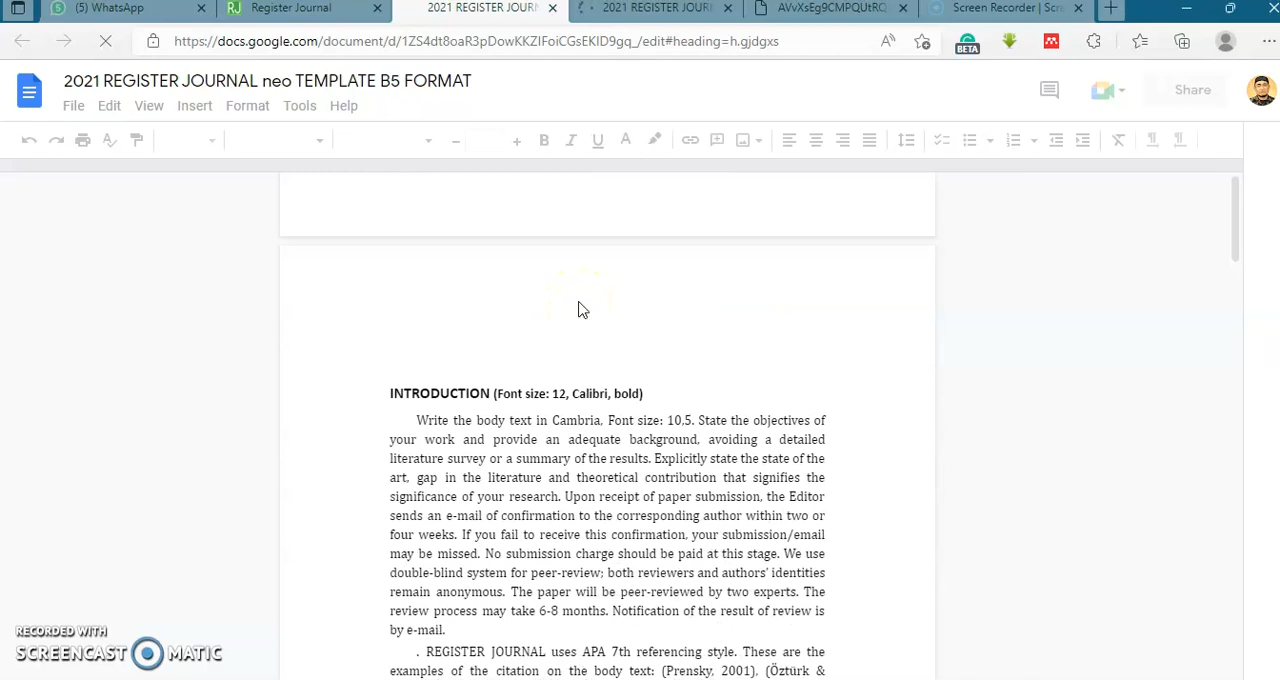 (5) WhatsApp
Register Journal
2021 REGISTER JOUR
2021 REGISTER JOUR
AVvXsEg9CMPQUtRQ
Screen Recorder | Scr
https://docs.google.com/document/d/1ZS4dt8oaR3pDowKKZIFoiCGsEKID9gq_/edit#heading=h.gjdgxs
BETA
2021 REGISTER JOURNAL neo TEMPLATE B5 FORMAT
File Edit View Insert Format Tools Help
Share
INTRODUCTION (Font size: 12, Calibri, bold)
Write the body text in Cambria, Font size: 10,5. State the objectives of
your work and provide an adequate background, avoiding a detailed
literature survey or a summary of the results. Explicitly state the state of the
art, gap in the literature and theoretical contribution that signifies the
significance of your research. Upon receipt of paper submission, the Editor
sends an e-mail of confirmation to the corresponding author within two or
four weeks. If you fail to receive this confirmation, your submission/email
may be missed. No submission charge should be paid at this stage. We use
double-blind system for peer-review; both reviewers and authors' identities
remain anonymous. The paper will be peer-reviewed by two experts. The
review process may take 6-8 months. Notification of the result of review is
by e-mail.
. REGISTER JOURNAL uses APA 7th referencing style. These are the
examples of the citation on the body text: (Prensky, 2001), (Öztürk &
RECORDED WITH
SCREENCAST MATIC